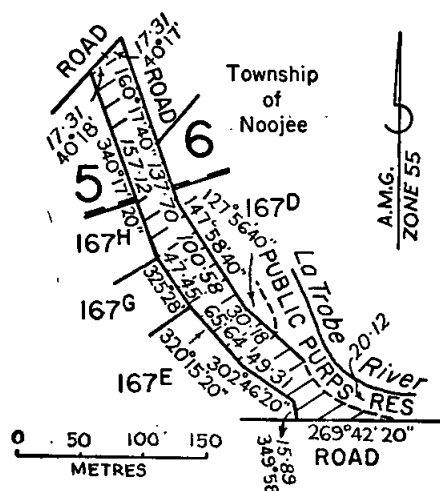 ROAD
17·31
40°17'
ROAD
17·31
40°18'
160°17'40"
137·70
157·12
340°17'20"
Township
of
Noojee
6
5
A.M.G.
ZONE 55
167D
127°56'40"
147°58'40"
100·58
167H
147·45
325°28'
167G
PUBLIC PURPS RES
La Trobe River
20·12
30·18
65·64
49·31
320°15'20"
302°46'20"
167E
269°42'20"
ROAD
15·89
349°58'
0 50 100 150
METRES